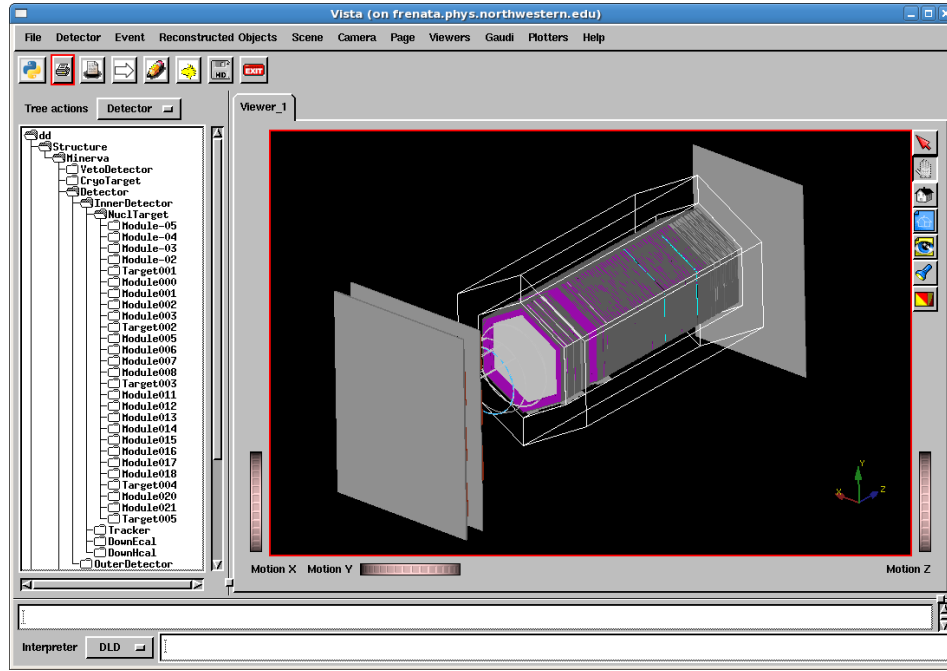 Vista (on frenata.phys.northwestern.edu)
File Detector Event Reconstructed Objects Scene Camera Page Viewers Gaudi Plotters Help
HD
EXIT
Tree actions Detector
Viewer_1
dd
Structure
Minerva
VetoDetector
CryoTarget
Detector
InnerDetector
NuclTarget
Module-05
Module-04
Module-03
Module-02
Target001
Module000
Module001
Module002
Module003
Target002
Module005
Module006
Module007
Module008
Target003
Module011
Module012
Module013
Module014
Module015
Module016
Module017
Module018
Target004
Module020
Module021
Target005
Tracker
DownEcal
DownHcal
OuterDetector
Y
X
Z
Motion X Motion Y Motion Z
Interpreter DLD